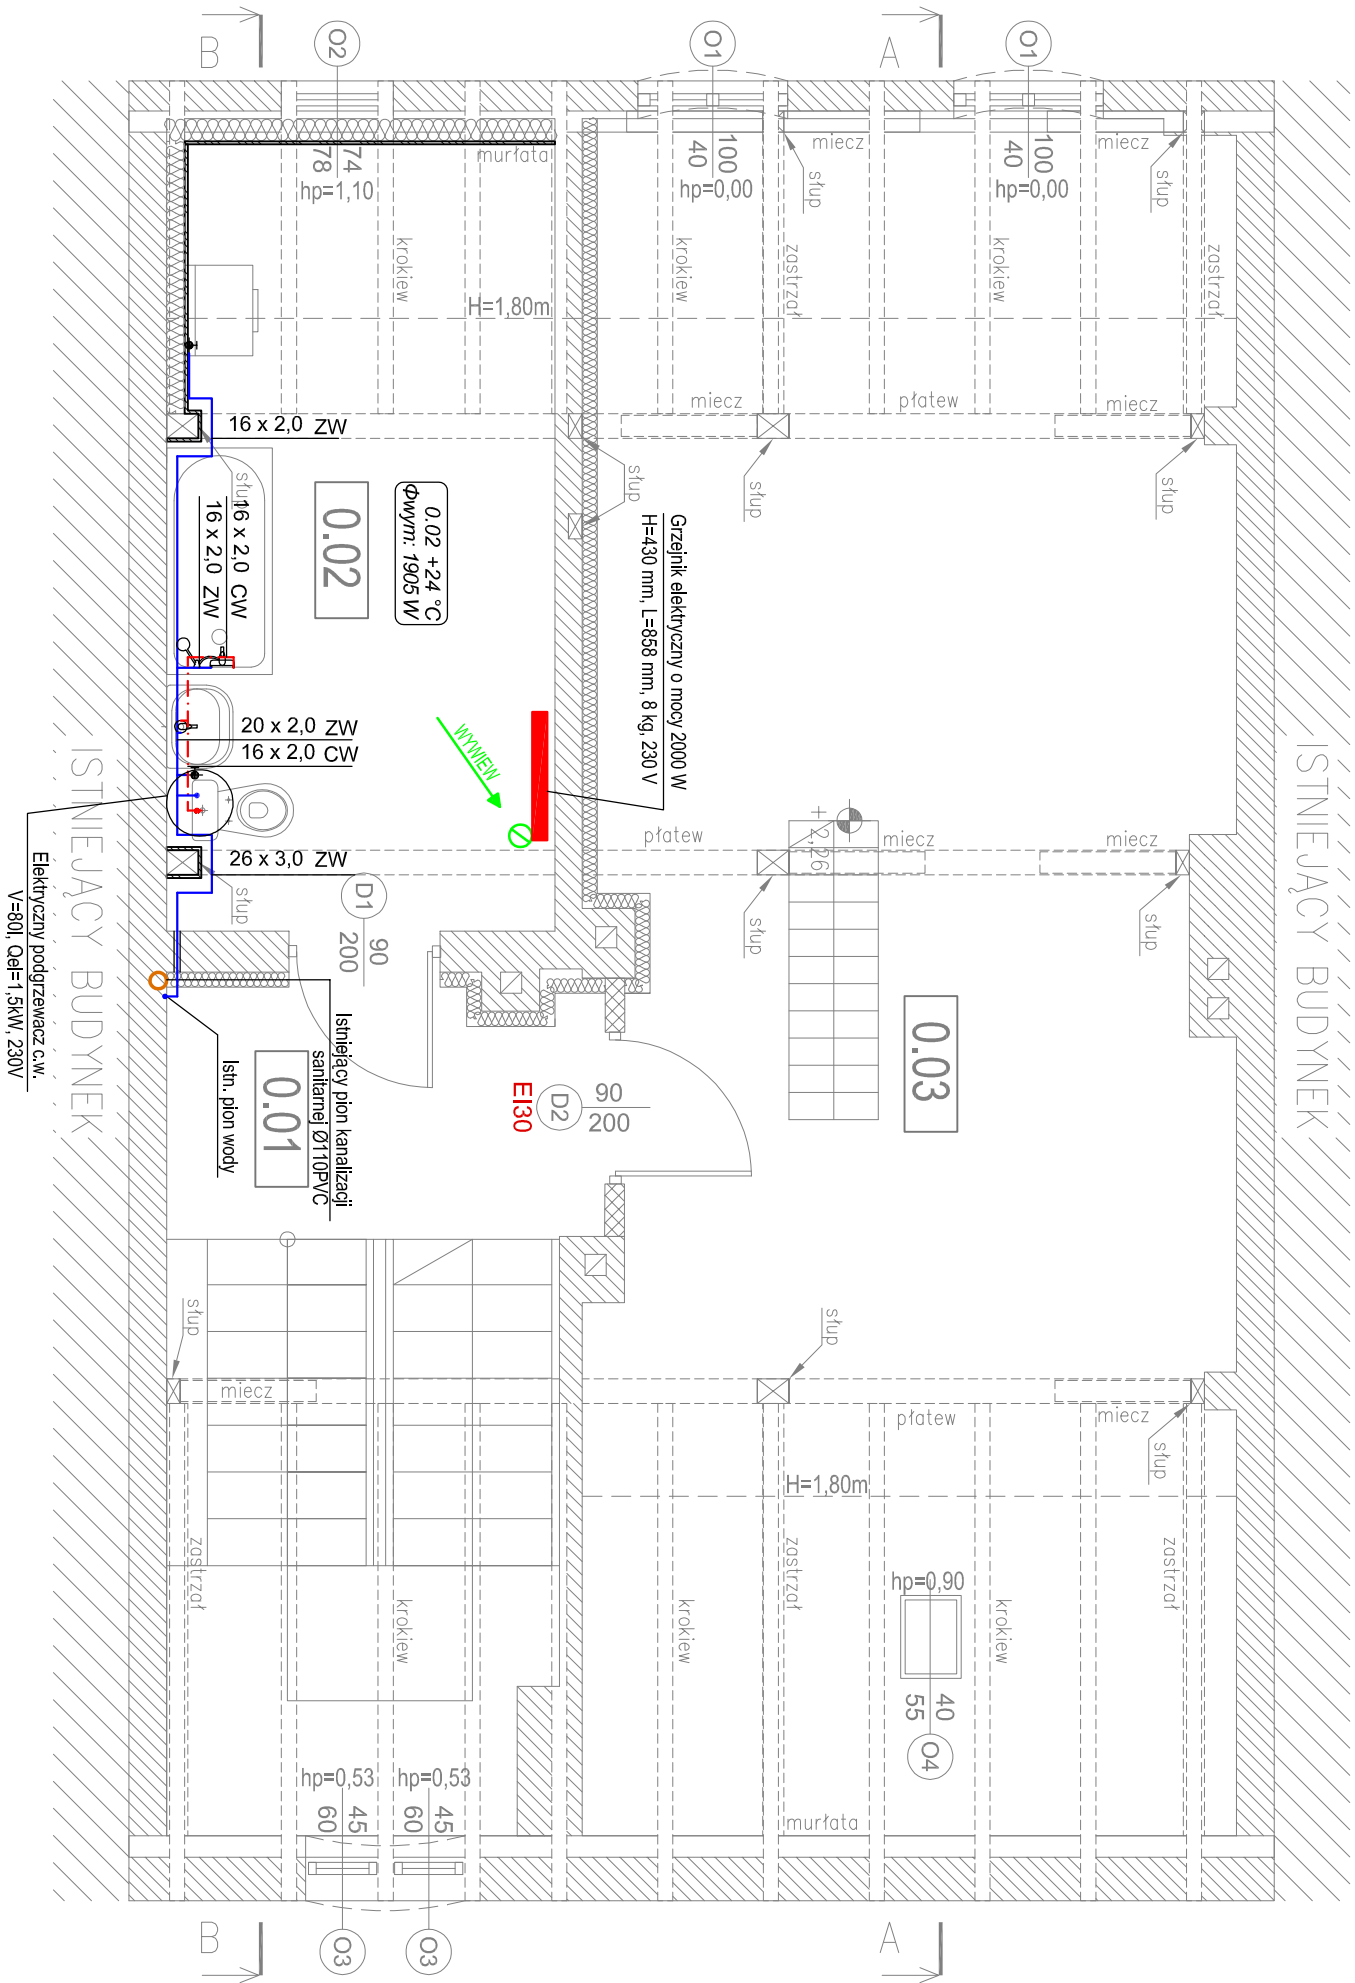 B
O2
O1
A
O1
74
78
hp=1,10
murłata
100
40
hp=0,00
miecz
słup
100
40
hp=0,00
miecz
słup
krokiew
krokiew
zastrzał
krokiew
zastrzał
H=1,80m
miecz
płatew
miecz
16 x 2,0 ZW
słup
słup
słup
słup
16 x 2,0 CW
16 x 2,0 ZW
0.02
0.02 +24 °C
Φwym: 1905 W
Grzejnik elektryczny o mocy 2000 W
H=430 mm, L=858 mm, 8 kg, 230 V
20 x 2,0 ZW
16 x 2,0 CW
WYWIEW
ISTNIEJĄCY BUDYNEK
ISTNIEJĄCY BUDYNEK
płatew
+ 2,26
miecz
miecz
26 x 3,0 ZW
słup
słup
słup
Elektryczny podgrzewacz c.w.
V=80l, Qel=1,5kW, 230V
D1
90
200
0.03
Istniejący pion kanalizacji
sanitarnej Ø110PVC
Istn. pion wody
0.01
EI30
D2
90
200
słup
miecz
słup
płatew
miecz
słup
H=1,80m
zastrzał
krokiew
krokiew
zastrzał
krokiew
zastrzał
hp=0,90
40
55
O4
hp=0,53
45
60
hp=0,53
45
60
murłata
B
O3
O3
A